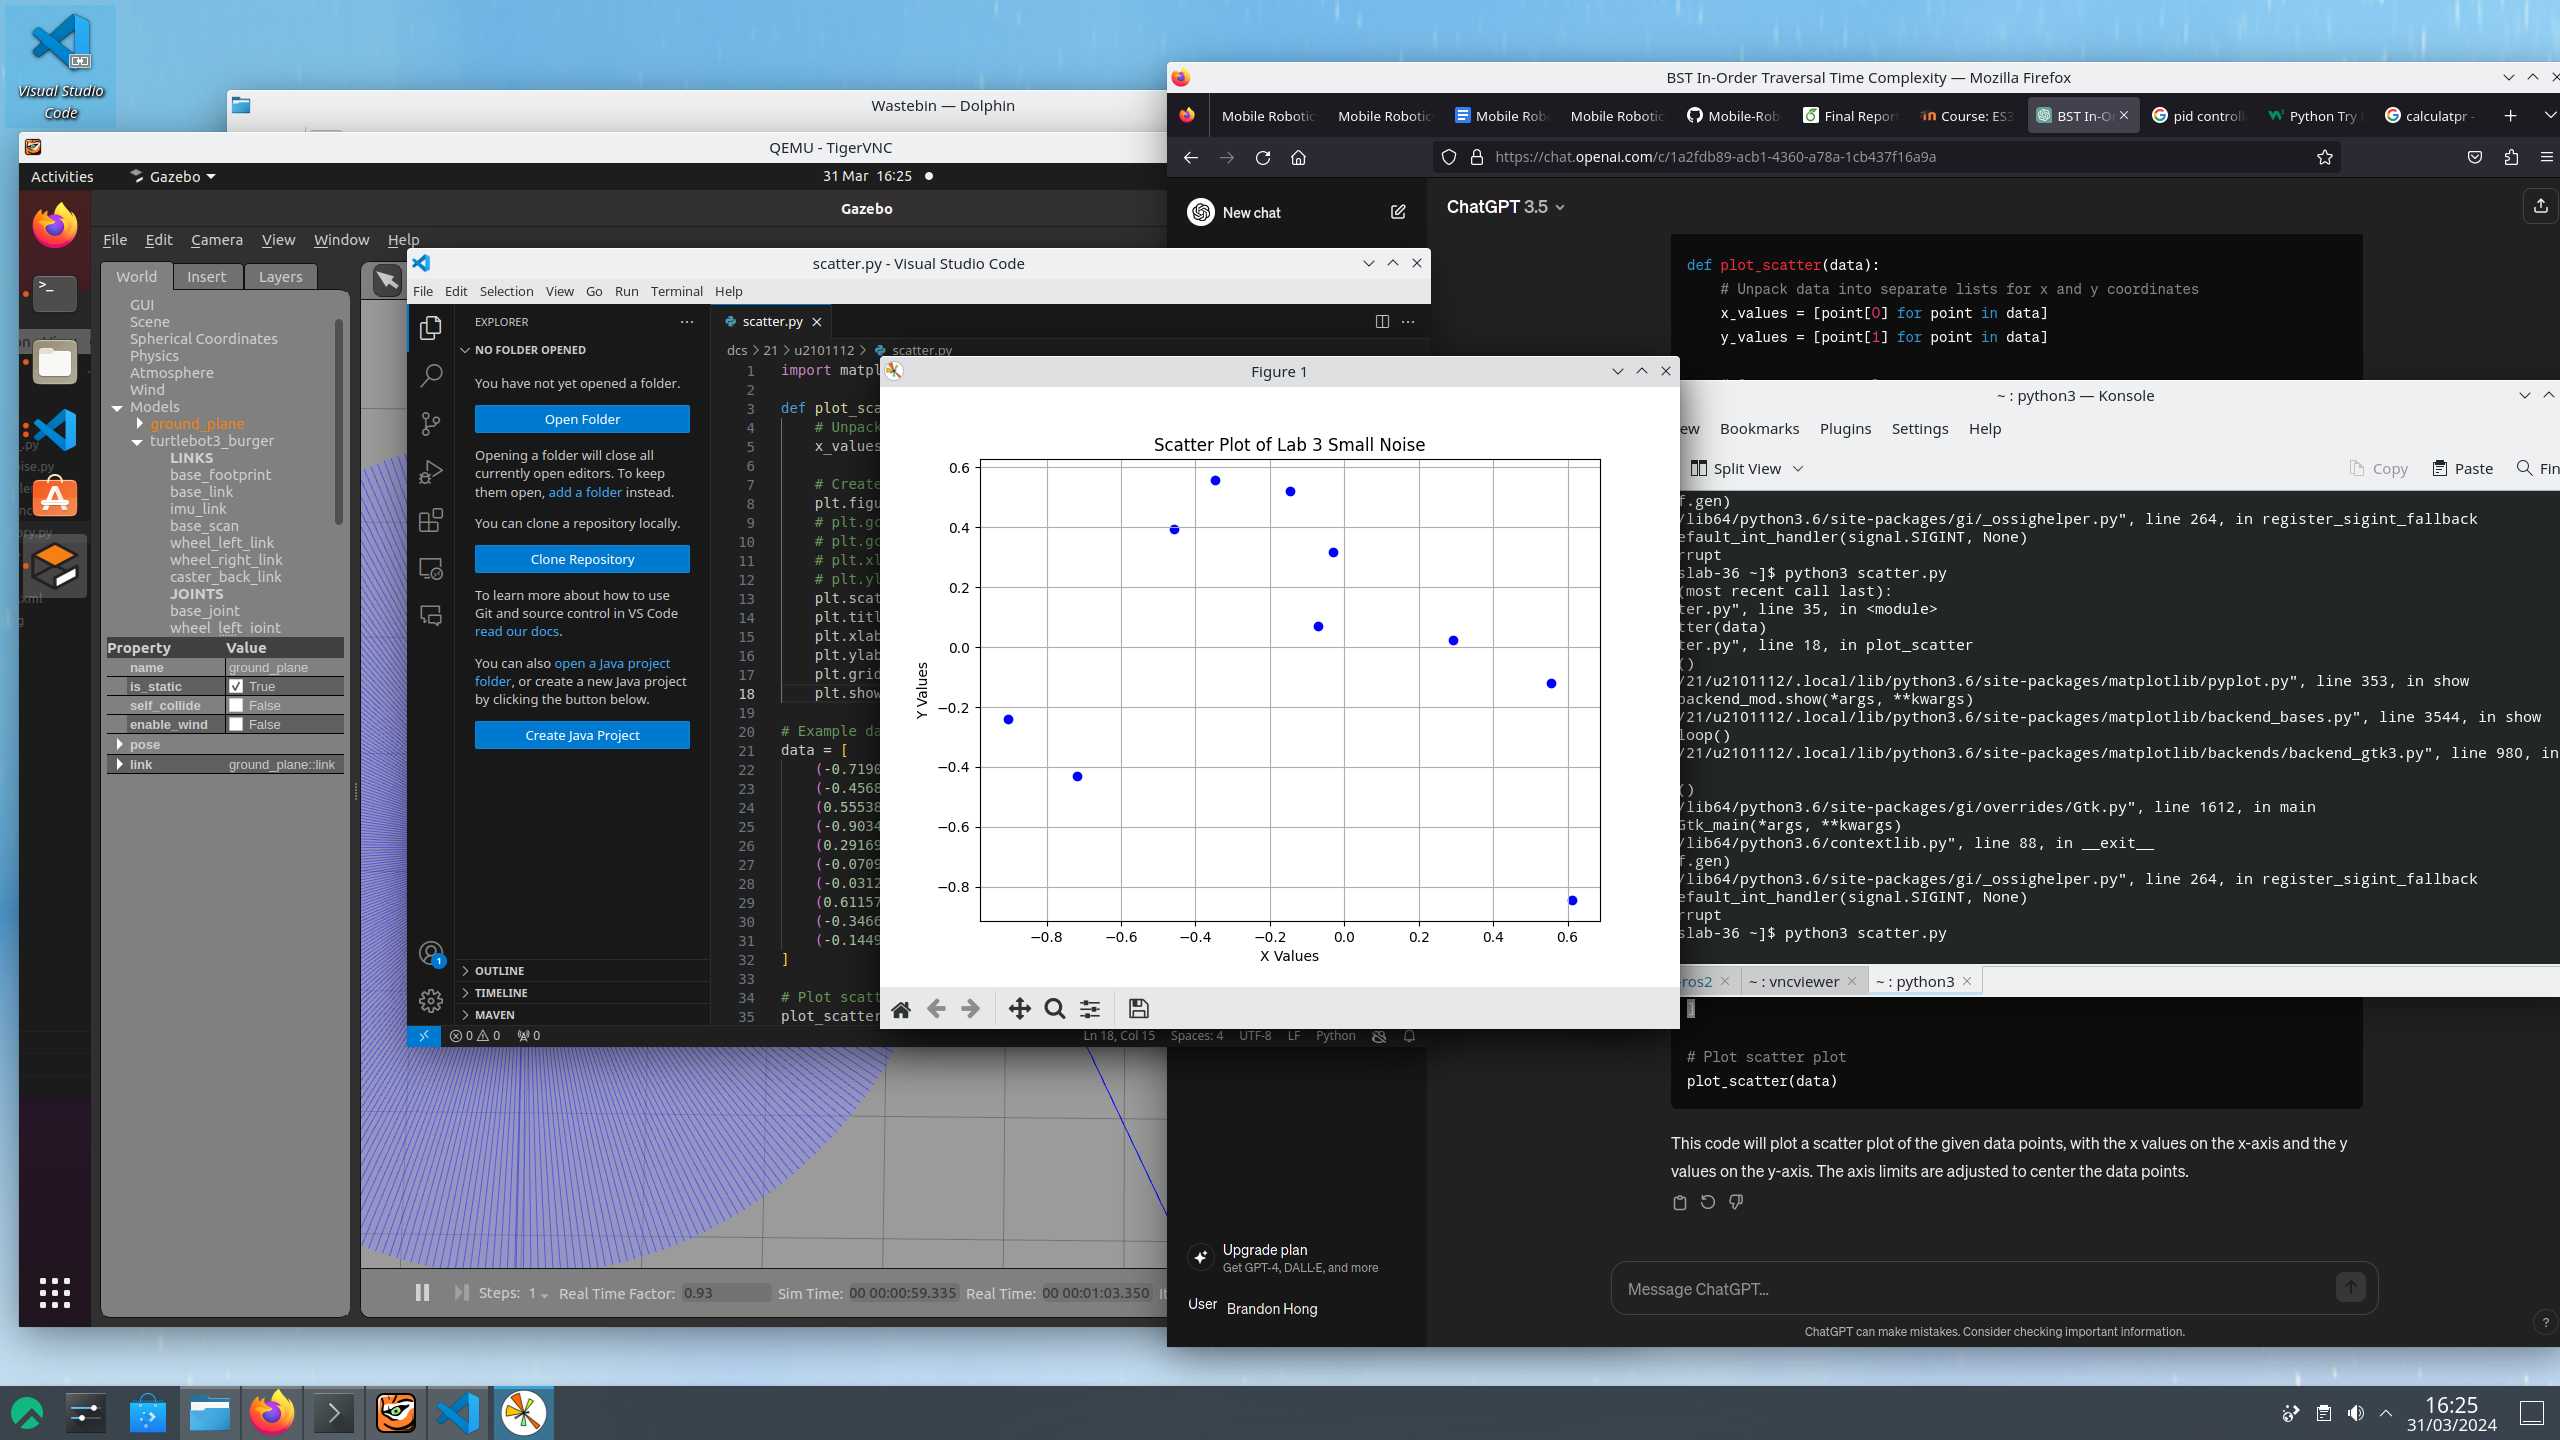 Visual Studio
Code
Wastebin — Dolphin
QEMU - TigerVNC
Activities
Gazebo
31 Mar 16:25
Gazebo
File Edit Camera View Window Help
World Insert Layers
GUI
Scene
Spherical Coordinates
Physics
Atmosphere
Wind
Models
ground_plane
turtlebot3_burger
LINKS
base_footprint
base_link
imu_link
base_scan
wheel_left_link
wheel_right_link
caster_back_link
JOINTS
base_joint
wheel_left_joint
Property Value
name ground_plane
is_static True
self_collide False
enable_wind False
pose
link ground_plane::link
Steps: 1 Real Time Factor: 0.93 Sim Time: 00 00:00:59.335 Real Time: 00 00:01:03.350 It
scatter.py - Visual Studio Code
File Edit Selection View Go Run Terminal Help
EXPLORER
NO FOLDER OPENED
You have not yet opened a folder.
Open Folder
Opening a folder will close all
currently open editors. To keep
them open, add a folder instead.
You can clone a repository locally.
Clone Repository
To learn more about how to use
Git and source control in VS Code
read our docs.
You can also open a Java project
folder, or create a new Java project
by clicking the button below.
Create Java Project
OUTLINE
TIMELINE
MAVEN
1
scatter.py
dcs > 21 > u2101112 > scatter.py
1 import matpl
2
3 def plot_sca
4 # Unpack
5 x_values
6
7 # Create
8 plt.figu
9 # plt.gc
10 # plt.gc
11 # plt.xl
12 # plt.yl
13 plt.scat
14 plt.titl
15 plt.xlab
16 plt.ylab
17 plt.grid
18 plt.show
19
20 # Example da
21 data = [
22 (-0.7190
23 (-0.4568
24 (0.55538
25 (-0.9034
26 (0.29169
27 (-0.0709
28 (-0.0312
29 (0.61157
30 (-0.3466
31 (-0.1449
32 ]
33
34 # Plot scatt
35 plot_scatter
0 0 0
Ln 18, Col 15 Spaces: 4 UTF-8 LF Python
Figure 1
Scatter Plot of Lab 3 Small Noise
0.6
0.4
0.2
0.0
−0.2
−0.4
−0.6
−0.8
Y Values
−0.8 −0.6 −0.4 −0.2 0.0 0.2 0.4 0.6
X Values
BST In-Order Traversal Time Complexity — Mozilla Firefox
Mobile Robotic Mobile Robotic Mobile Rob Mobile Robotic Mobile-Rob Final Report Course: ES3 BST In-O pid controll Python Try calculatpr -
https://chat.openai.com/c/1a2fdb89-acb1-4360-a78a-1cb437f16a9a
New chat
ChatGPT 3.5
def plot_scatter(data):
# Unpack data into separate lists for x and y coordinates
x_values = [point[0] for point in data]
y_values = [point[1] for point in data]
~ : python3 — Konsole
ew Bookmarks Plugins Settings Help
Split View Copy Paste Fin
f.gen)
/lib64/python3.6/site-packages/gi/_ossighelper.py", line 264, in register_sigint_fallback
efault_int_handler(signal.SIGINT, None)
rrupt
slab-36 ~]$ python3 scatter.py
(most recent call last):
ter.py", line 35, in <module>
tter(data)
ter.py", line 18, in plot_scatter
()
/21/u2101112/.local/lib/python3.6/site-packages/matplotlib/pyplot.py", line 353, in show
backend_mod.show(*args, **kwargs)
/21/u2101112/.local/lib/python3.6/site-packages/matplotlib/backend_bases.py", line 3544, in show
loop()
/21/u2101112/.local/lib/python3.6/site-packages/matplotlib/backends/backend_gtk3.py", line 980, in
()
/lib64/python3.6/site-packages/gi/overrides/Gtk.py", line 1612, in main
Gtk_main(*args, **kwargs)
/lib64/python3.6/contextlib.py", line 88, in __exit__
f.gen)
/lib64/python3.6/site-packages/gi/_ossighelper.py", line 264, in register_sigint_fallback
efault_int_handler(signal.SIGINT, None)
rrupt
slab-36 ~]$ python3 scatter.py
ros2 ~ : vncviewer ~ : python3
]
# Plot scatter plot
plot_scatter(data)
This code will plot a scatter plot of the given data points, with the x values on the x-axis and the y
values on the y-axis. The axis limits are adjusted to center the data points.
Upgrade plan
Get GPT-4, DALL·E, and more
User Brandon Hong
Message ChatGPT...
ChatGPT can make mistakes. Consider checking important information.
?
16:25
31/03/2024